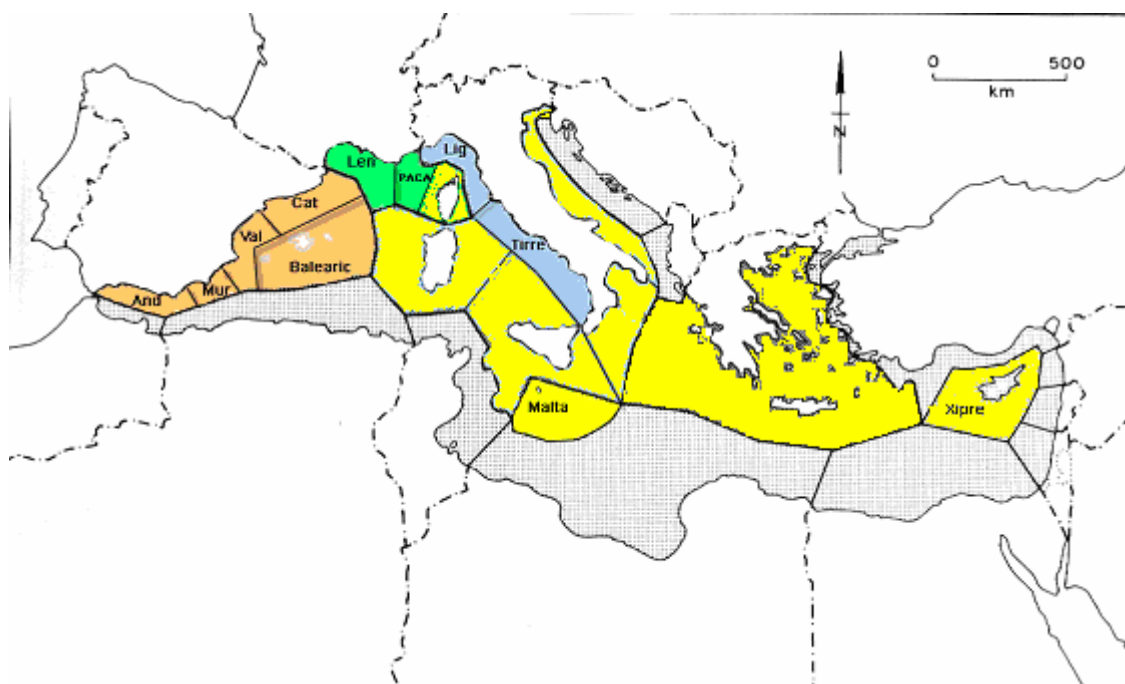 0 500
km
N
Lig
Len
PACA
Cat
Val
Tirre
Balearic
Mur
And
Malta
Xipre